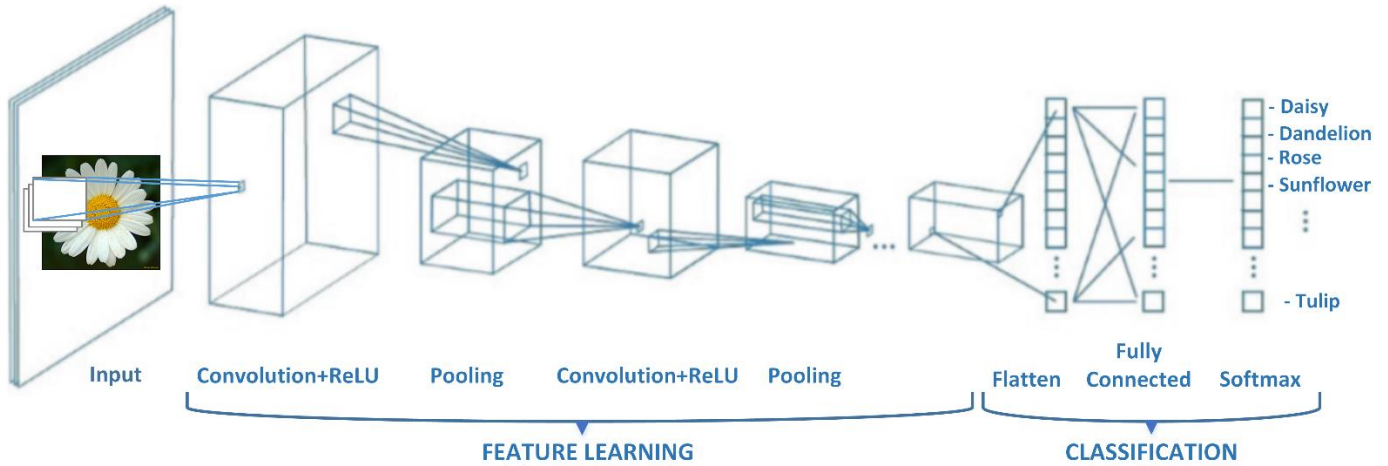 - Daisy
- Dandelion
- Rose
- Sunflower
- Tulip
Input
Convolution+ReLU
Pooling
Convolution+ReLU
Pooling
Flatten
Fully
Connected
Softmax
FEATURE LEARNING
CLASSIFICATION